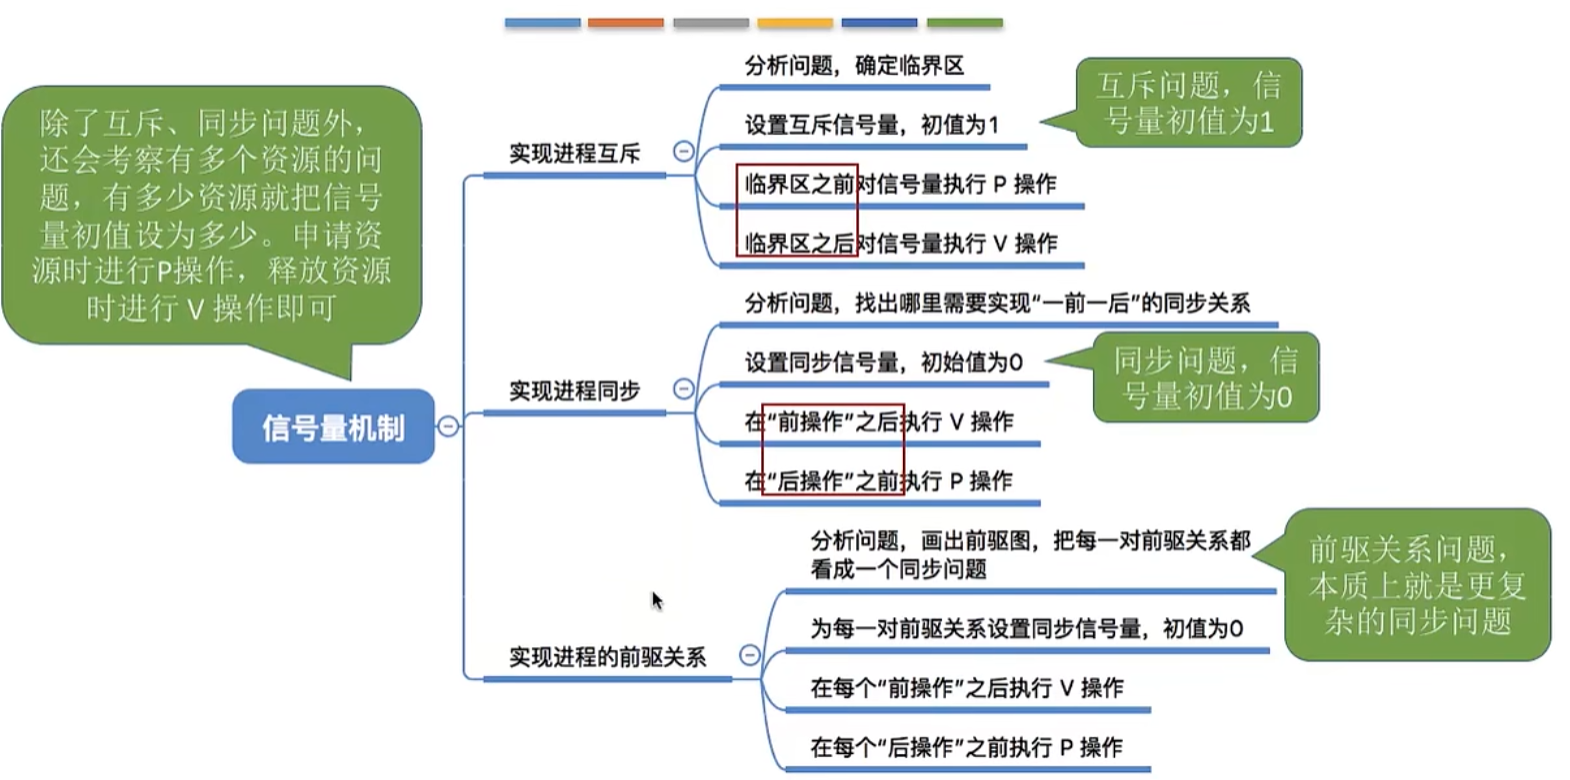 除了互斥、同步问题外，
还会考察有多个资源的问
题，有多少资源就把信号
量初值设为多少。申请资
源时进行P操作，释放资源
时进行 V 操作即可
信号量机制
实现进程互斥
分析问题，确定临界区
设置互斥信号量，初值为1
互斥问题，信
号量初值为1
临界区之前对信号量执行 P 操作
临界区之后对信号量执行 V 操作
实现进程同步
分析问题，找出哪里需要实现“一前一后”的同步关系
设置同步信号量，初始值为0
同步问题，信
号量初值为0
在“前操作”之后执行 V 操作
在“后操作”之前执行 P 操作
实现进程的前驱关系
分析问题，画出前驱图，把每一对前驱关系都
看成一个同步问题
前驱关系问题，
本质上就是更复
杂的同步问题
为每一对前驱关系设置同步信号量，初值为0
在每个“前操作”之后执行 V 操作
在每个“后操作”之前执行 P 操作